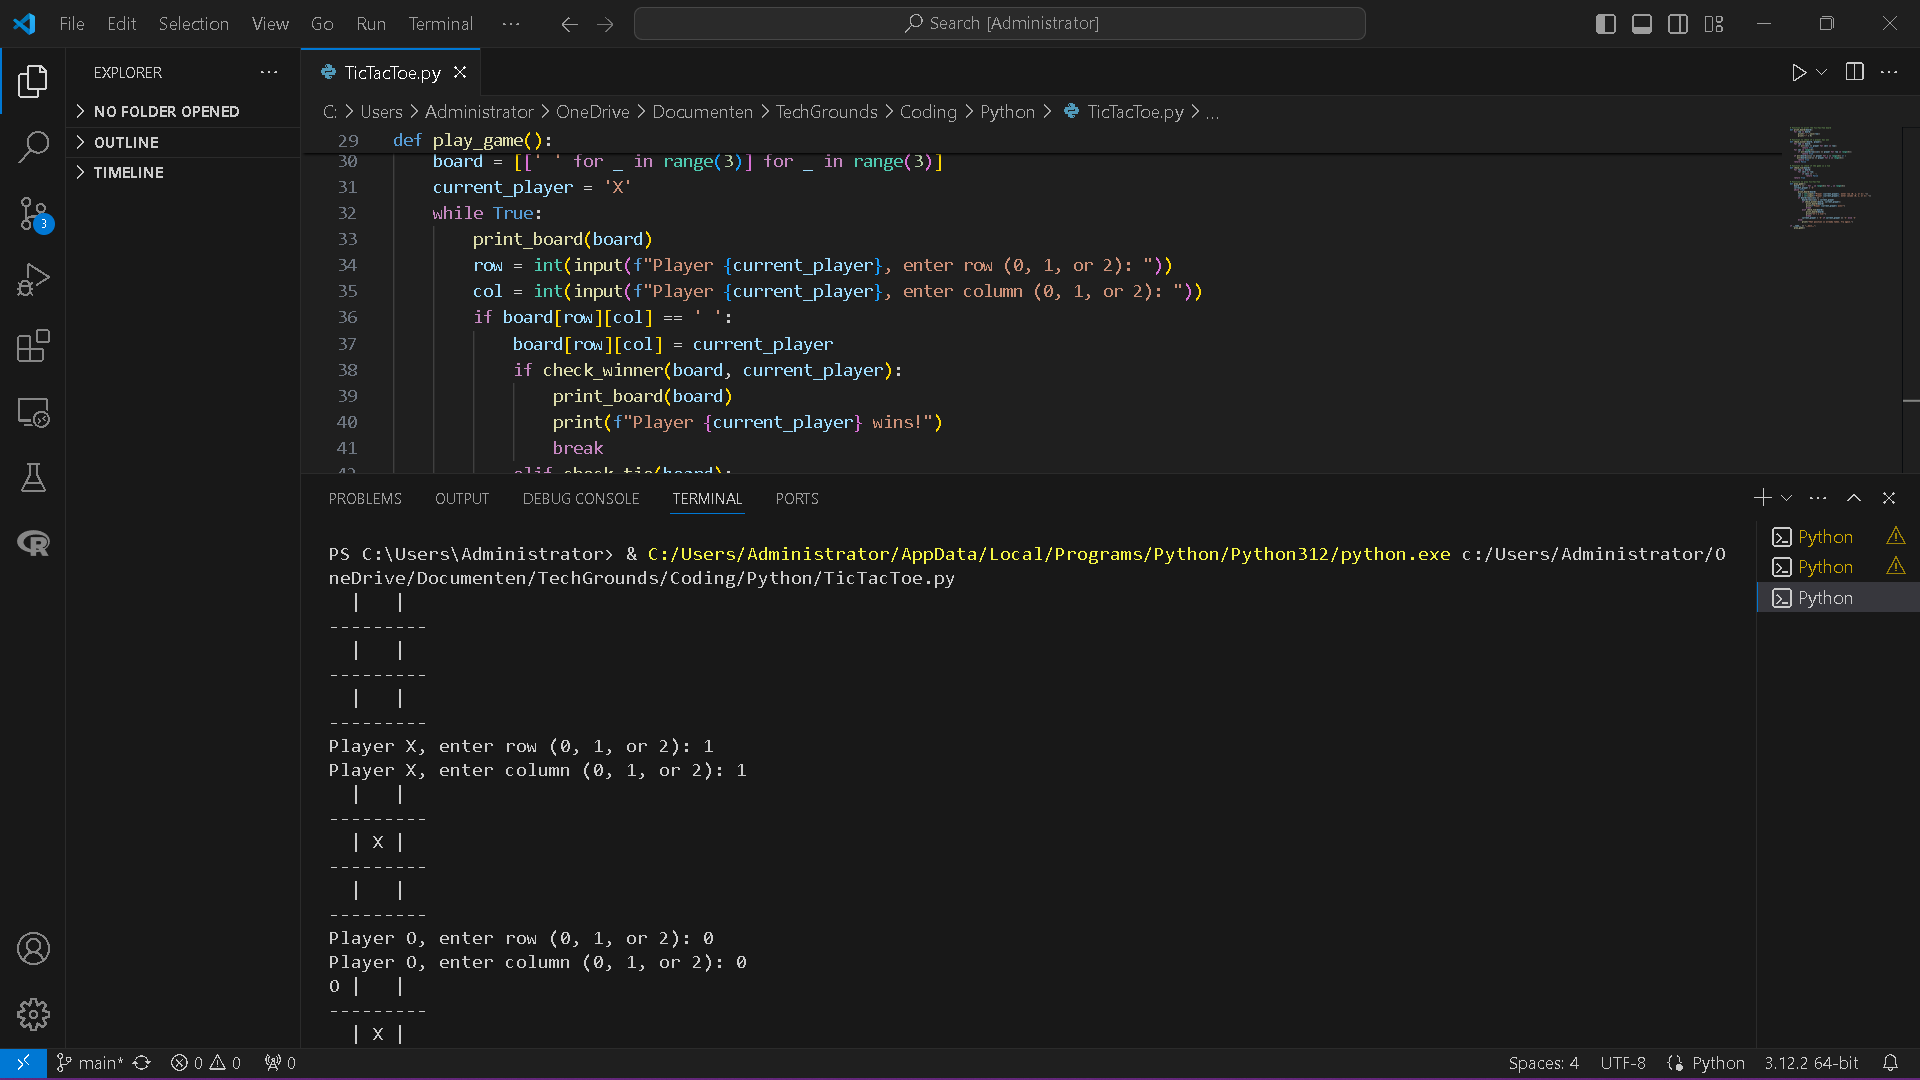 File Edit Selection View Go Run Terminal ... Search [Administrator]
EXPLORER ...
NO FOLDER OPENED
OUTLINE
TIMELINE
3
TicTacToe.py
C: > Users > Administrator > OneDrive > Documenten > TechGrounds > Coding > Python > TicTacToe.py > ...
29 def play_game():
30 board = [[' ' for _ in range(3)] for _ in range(3)]
31 current_player = 'X'
32 while True:
33 print_board(board)
34 row = int(input(f"Player {current_player}, enter row (0, 1, or 2): "))
35 col = int(input(f"Player {current_player}, enter column (0, 1, or 2): "))
36 if board[row][col] == ' ':
37 board[row][col] = current_player
38 if check_winner(board, current_player):
39 print_board(board)
40 print(f"Player {current_player} wins!")
41 break
42 elif check_tie(board):
PROBLEMS OUTPUT DEBUG CONSOLE TERMINAL PORTS
PS C:\Users\Administrator> & C:/Users/Administrator/AppData/Local/Programs/Python/Python312/python.exe c:/Users/Administrator/O
neDrive/Documenten/TechGrounds/Coding/Python/TicTacToe.py
  |   |
---------
  |   |
---------
  |   |
---------
Player X, enter row (0, 1, or 2): 1
Player X, enter column (0, 1, or 2): 1
  |   |
---------
  | X |
---------
  |   |
---------
Player O, enter row (0, 1, or 2): 0
Player O, enter column (0, 1, or 2): 0
O |   |
---------
  | X |
Python
Python
Python
main* 0 0 0 Spaces: 4 UTF-8 Python 3.12.2 64-bit